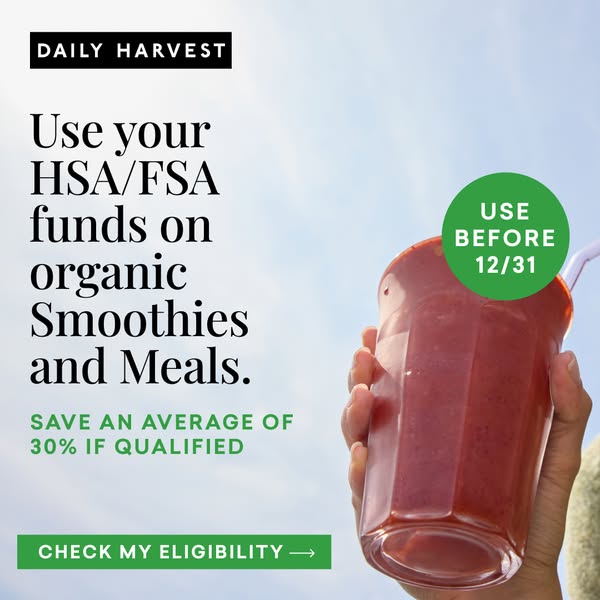 DAILY HARVEST
Use your
HSA/FSA
funds on
organic
Smoothies
and Meals.
USE
BEFORE
12/31
SAVE AN AVERAGE OF
30% IF QUALIFIED
CHECK MY ELIGIBILITY →